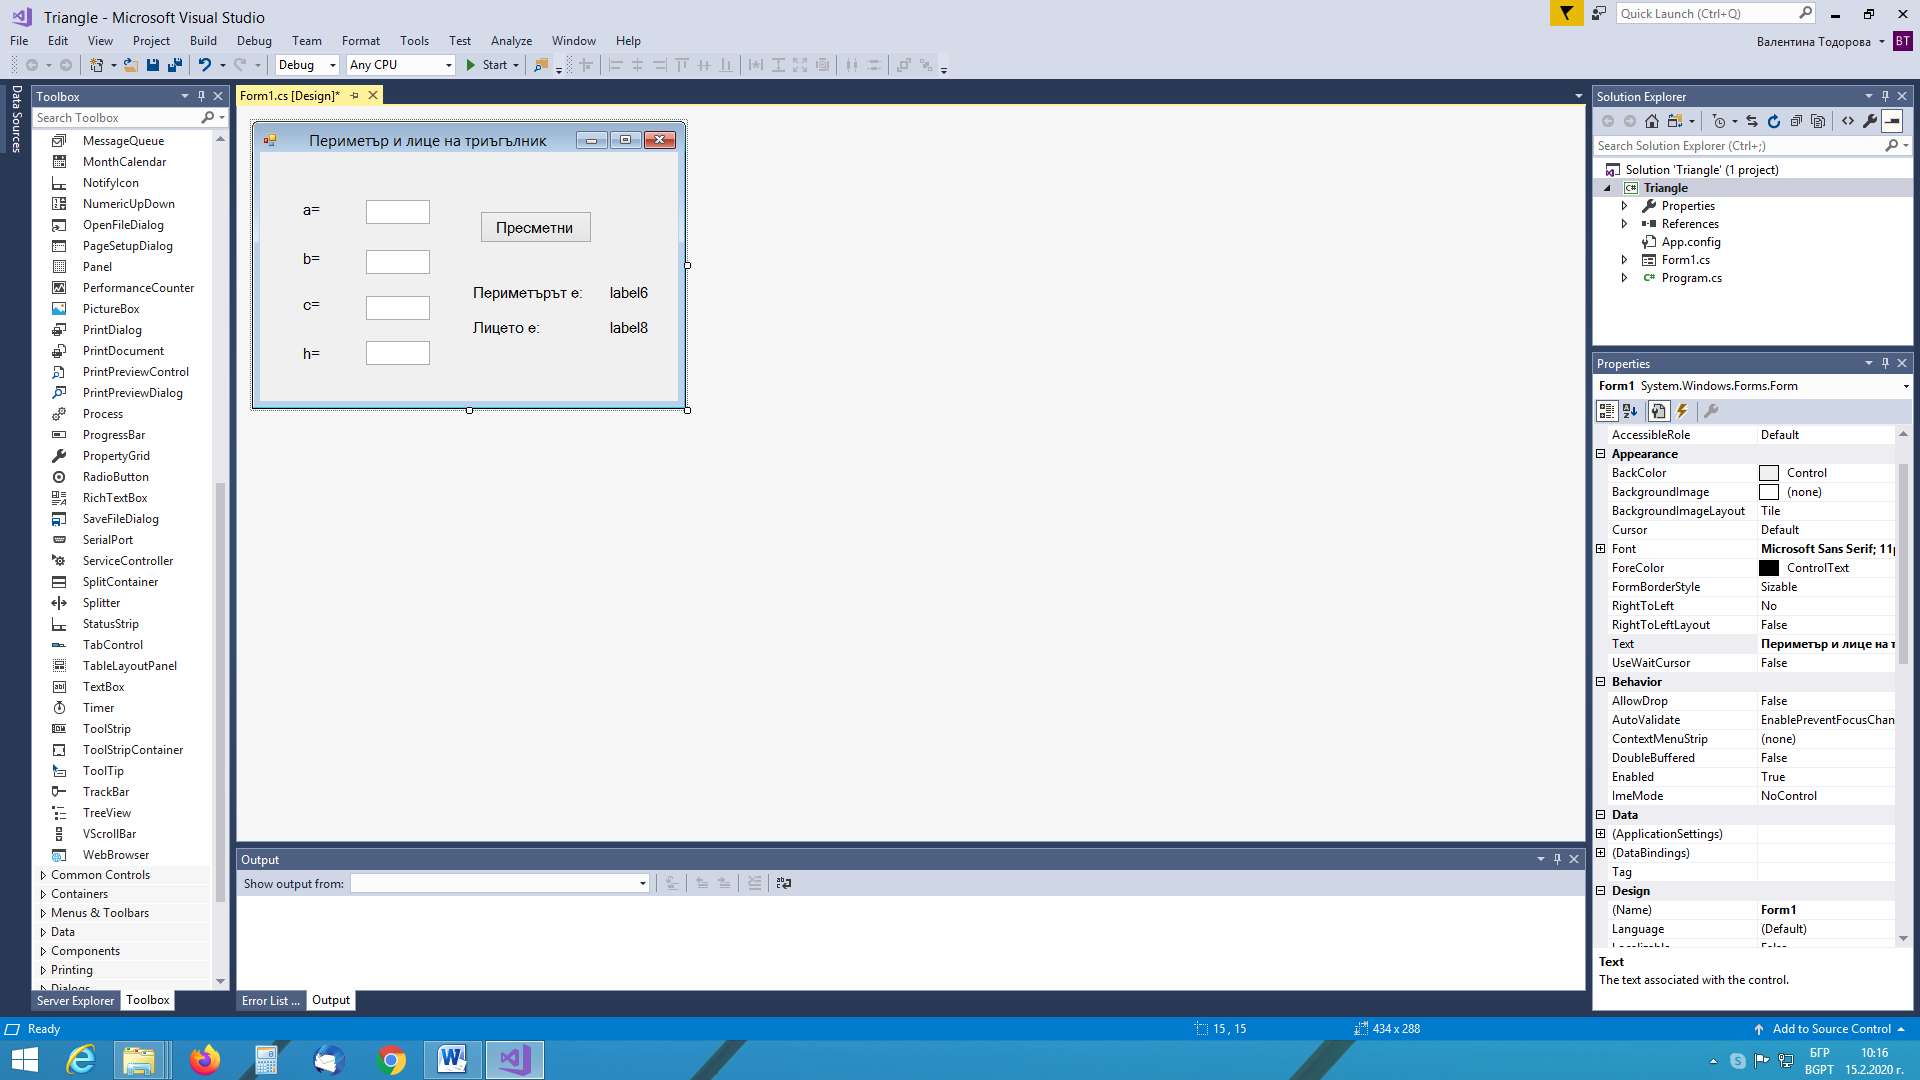 Triangle - Microsoft Visual Studio
Quick Launch (Ctrl+Q)
File Edit View Project Build Debug Team Format Tools Test Analyze Window Help
Валентина Тодорова BT
Debug Any CPU Start
Data Sources
Toolbox
Search Toolbox
MessageQueue
MonthCalendar
NotifyIcon
NumericUpDown
OpenFileDialog
PageSetupDialog
Panel
PerformanceCounter
PictureBox
PrintDialog
PrintDocument
PrintPreviewControl
PrintPreviewDialog
Process
ProgressBar
PropertyGrid
RadioButton
RichTextBox
SaveFileDialog
SerialPort
ServiceController
SplitContainer
Splitter
StatusStrip
TabControl
TableLayoutPanel
TextBox
Timer
ToolStrip
ToolStripContainer
ToolTip
TrackBar
TreeView
VScrollBar
WebBrowser
Common Controls
Containers
Menus & Toolbars
Data
Components
Printing
Dialogs
Server Explorer Toolbox
Form1.cs [Design]*
Периметър и лице на триъгълник
a=
Пресметни
b=
Периметърът е: label6
c=
Лицето е: label8
h=
Output
Show output from:
Error List ... Output
Solution Explorer
Search Solution Explorer (Ctrl+;)
Solution 'Triangle' (1 project)
Triangle
Properties
References
App.config
Form1.cs
Program.cs
Properties
Form1 System.Windows.Forms.Form
AccessibleRole Default
Appearance
BackColor Control
BackgroundImage (none)
BackgroundImageLayout Tile
Cursor Default
Font Microsoft Sans Serif; 11
ForeColor ControlText
FormBorderStyle Sizable
RightToLeft No
RightToLeftLayout False
Text Периметър и лице на т
UseWaitCursor False
Behavior
AllowDrop False
AutoValidate EnablePreventFocusChan
ContextMenuStrip (none)
DoubleBuffered False
Enabled True
ImeMode NoControl
Data
(ApplicationSettings)
(DataBindings)
Tag
Design
(Name) Form1
Language (Default)
Localizable False
Text
The text associated with the control.
Ready 15 , 15 434 x 288 Add to Source Control
БГР 10:16
BGPT 15.2.2020 г.